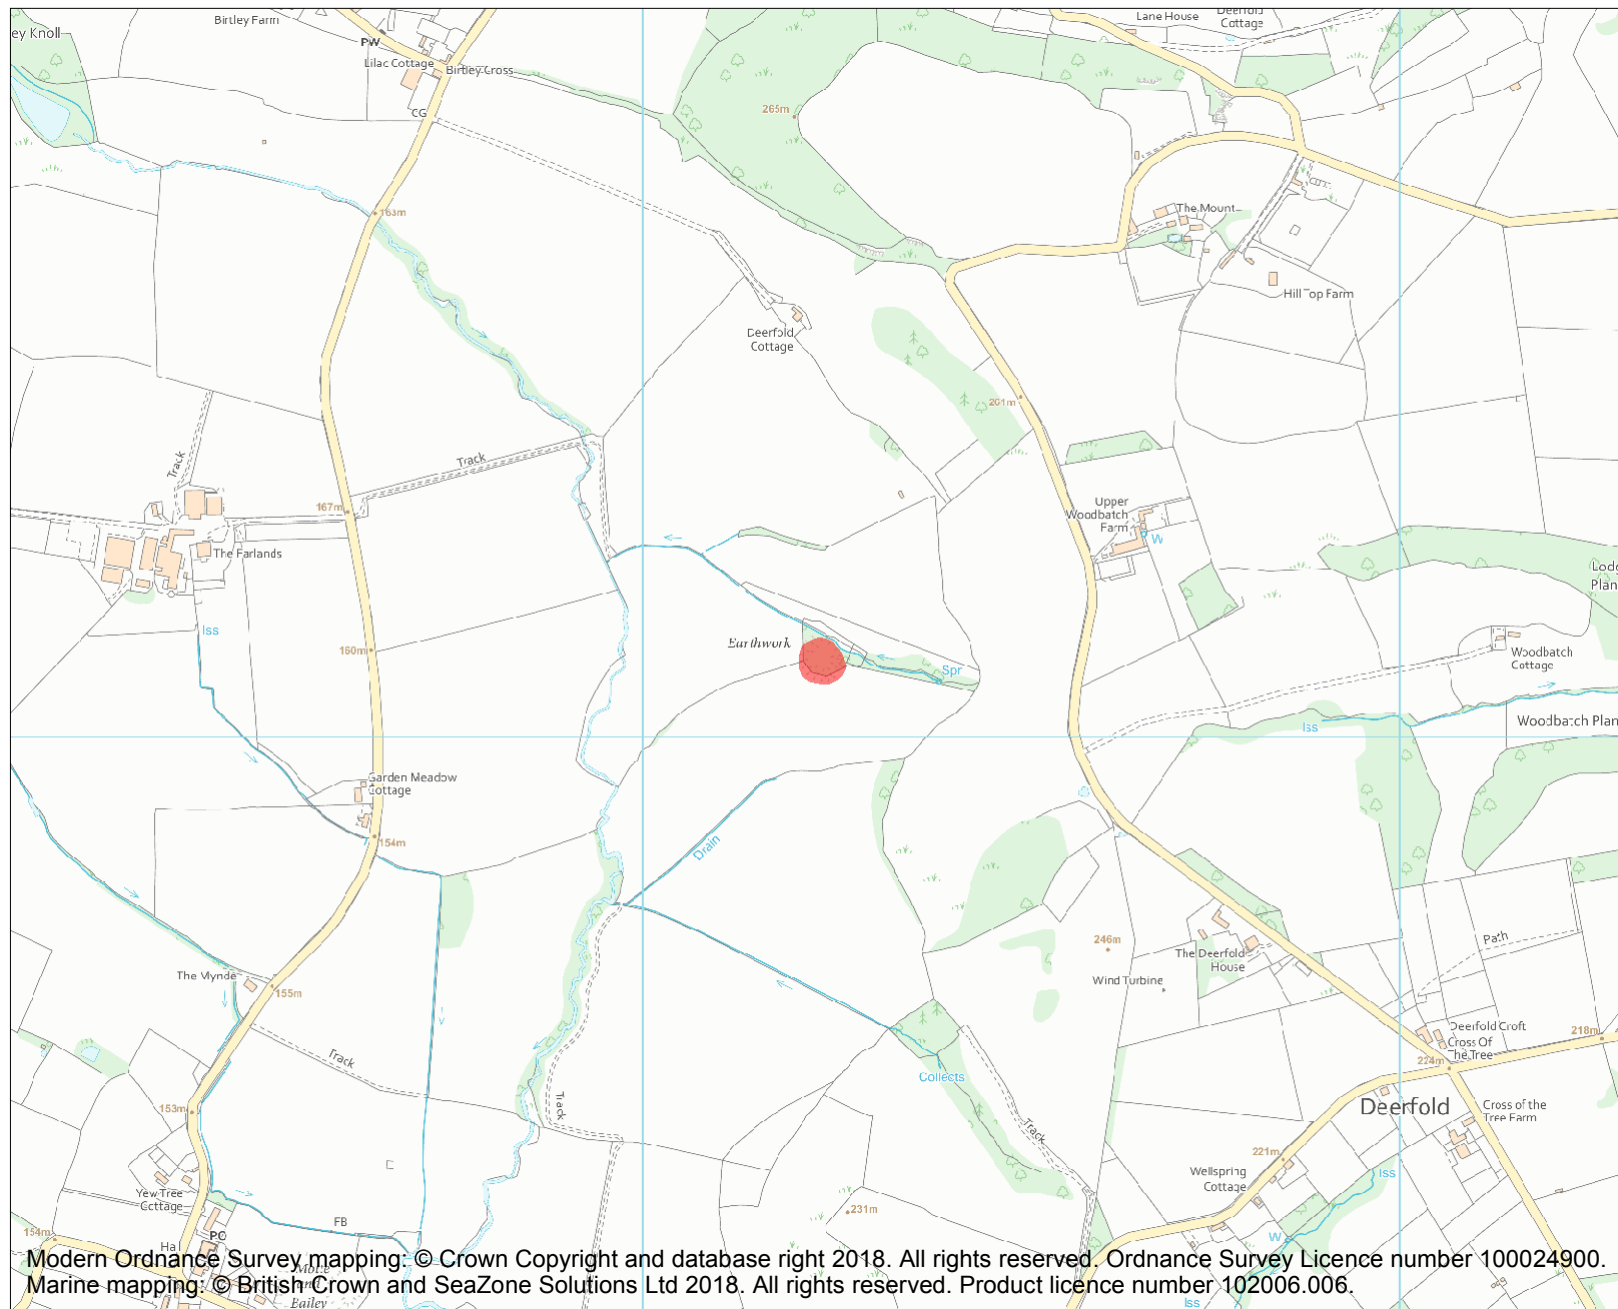 ey Knoll
Birtley Farm
PW
Lilac Cottage
Birtley Cross
CG
Lane House
Deerfold
Cottage
265m
163m
The Mount
Hill Top Farm
Deerfold
Cottage
201m
Track
Track
167m
The Farlands
Upper
Woodbatch
Farm
W
Iss
160m
Earthwork
Spr
Woodbatch
Cottage
Iss
Woodbatch Plan
Garden Meadow
Cottage
154m
Drain
The Mynde
155m
246m
Wind Turbine
The Deerfold
House
Path
Track
Deerfold Croft
Cross Of
The Tree
218m
224m
Collects
Deerfold
Cross of the
Tree Farm
153m
Track
Track
221m
Wellspring
Cottage
Iss
Yew Tree
Cottage
FB
231m
154m
PO
W
Modern Ordnance Survey mapping: © Crown Copyright and database right 2018. All rights reserved. Ordnance Survey Licence number 100024900.
Marine mapping: © British Crown and SeaZone Solutions Ltd 2018. All rights reserved. Product licence number 102006.006.
Bailey
Iss